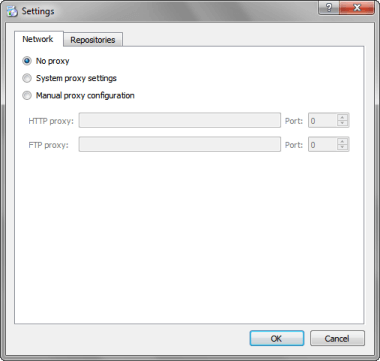 Settings
Network Repositories
No proxy
System proxy settings
Manual proxy configuration
HTTP proxy: Port: 0
FTP proxy: Port: 0
OK Cancel